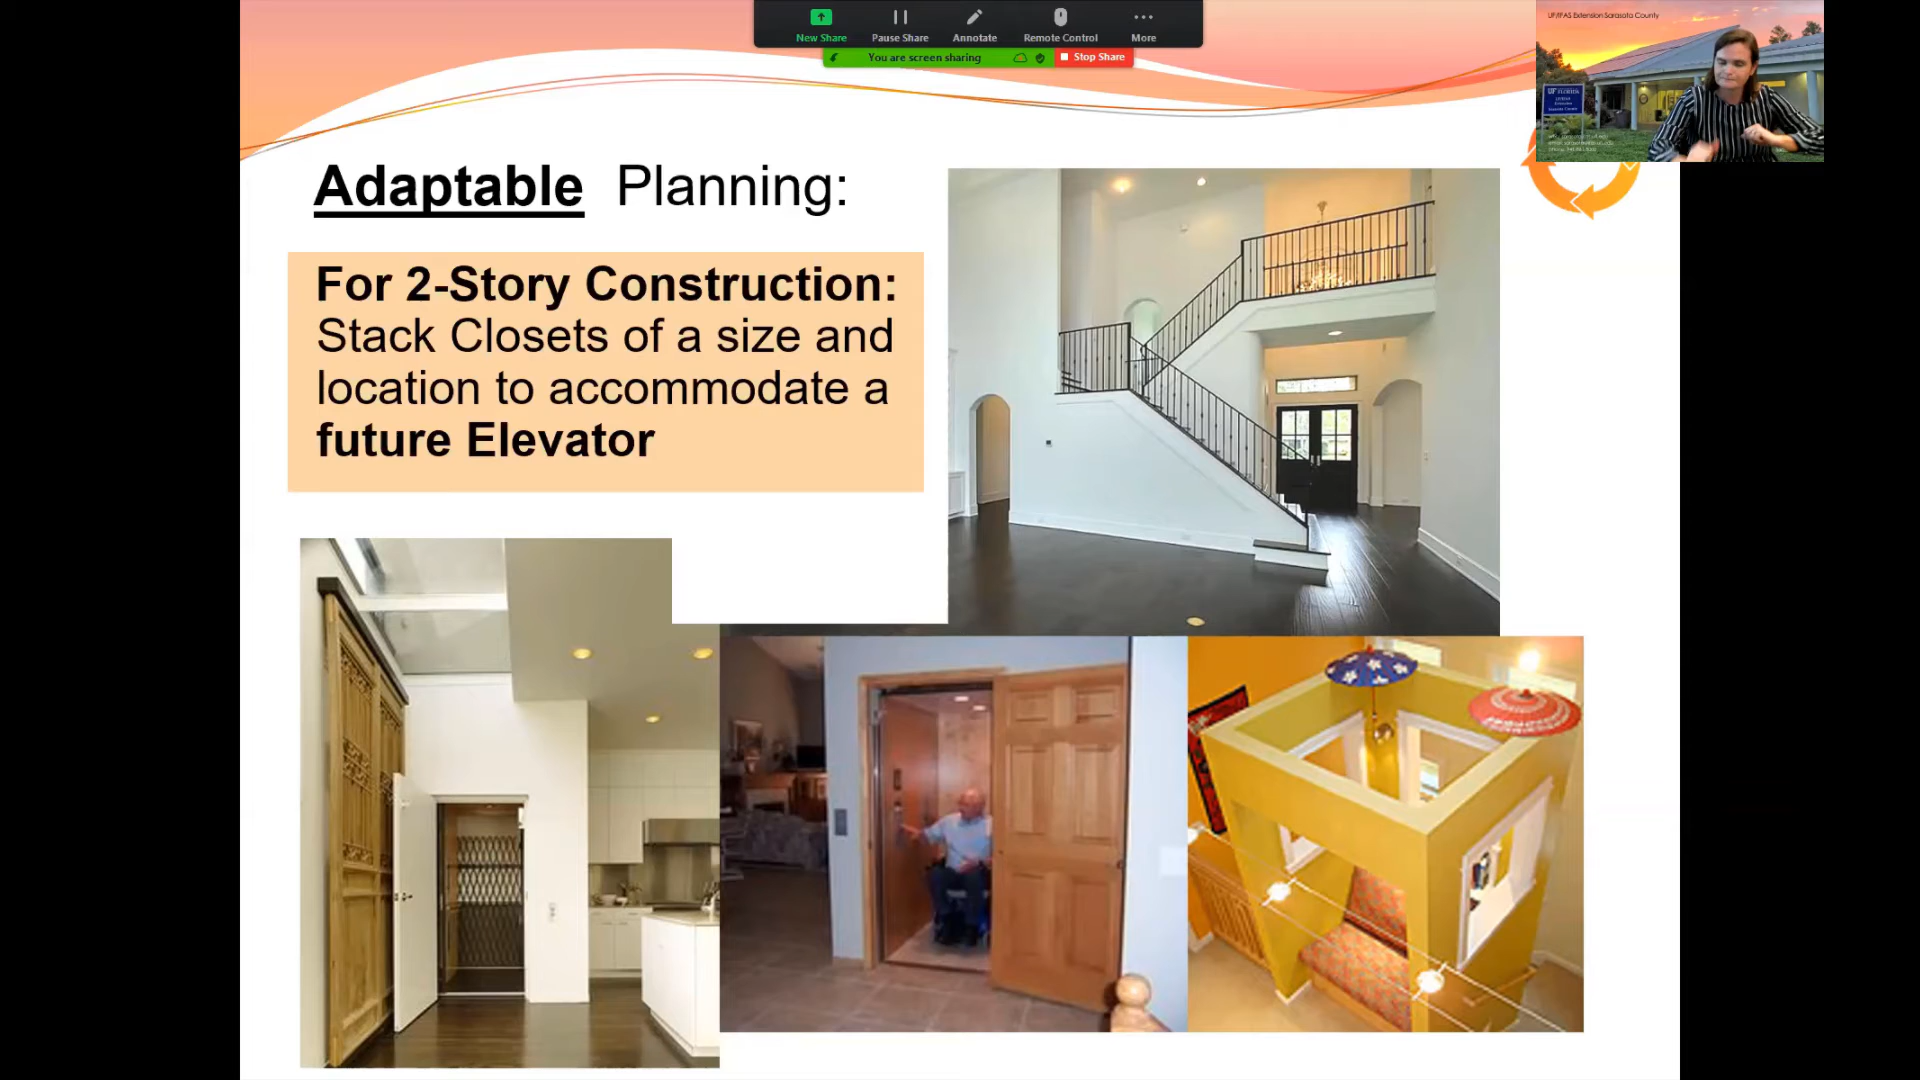 New Share
Pause Share
Annotate
Remote Control
More
You are screen sharing
Stop Share
UF/IFAS Extension Sarasota County
Adaptable Planning:
For 2-Story Construction:
Stack Closets of a size and
location to accommodate a
future Elevator